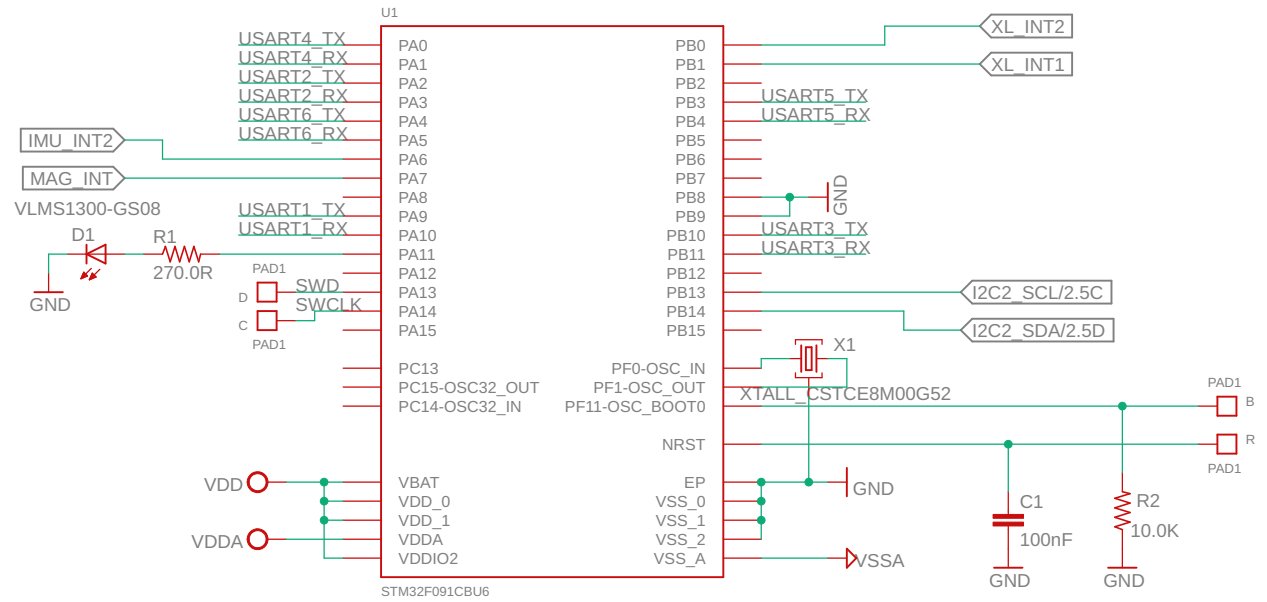 U1
USART4_TX
USART4_RX
USART2_TX
USART2_RX
USART6_TX
USART6_RX
IMU_INT2
MAG_INT
VLMS1300-GS08
USART1_TX
USART1_RX
D1
R1
270.0R
GND
PAD1
D
SWD
SWCLK
C
PAD1
VDD
VDDA
PA0
PA1
PA2
PA3
PA4
PA5
PA6
PA7
PA8
PA9
PA10
PA11
PA12
PA13
PA14
PA15
PC13
PC15-OSC32_OUT
PC14-OSC32_IN
VBAT
VDD_0
VDD_1
VDDA
VDDIO2
PB0
PB1
PB2
PB3
PB4
PB5
PB6
PB7
PB8
PB9
PB10
PB11
PB12
PB13
PB14
PB15
PF0-OSC_IN
PF1-OSC_OUT
PF11-OSC_BOOT0
NRST
EP
VSS_0
VSS_1
VSS_2
VSS_A
STM32F091CBU6
XL_INT2
XL_INT1
USART5_TX
USART5_RX
GND
USART3_TX
USART3_RX
I2C2_SCL/2.5C
I2C2_SDA/2.5D
X1
XTALL_CSTCE8M00G52
PAD1
B
R
PAD1
GND
VSSA
C1
100nF
GND
R2
10.0K
GND